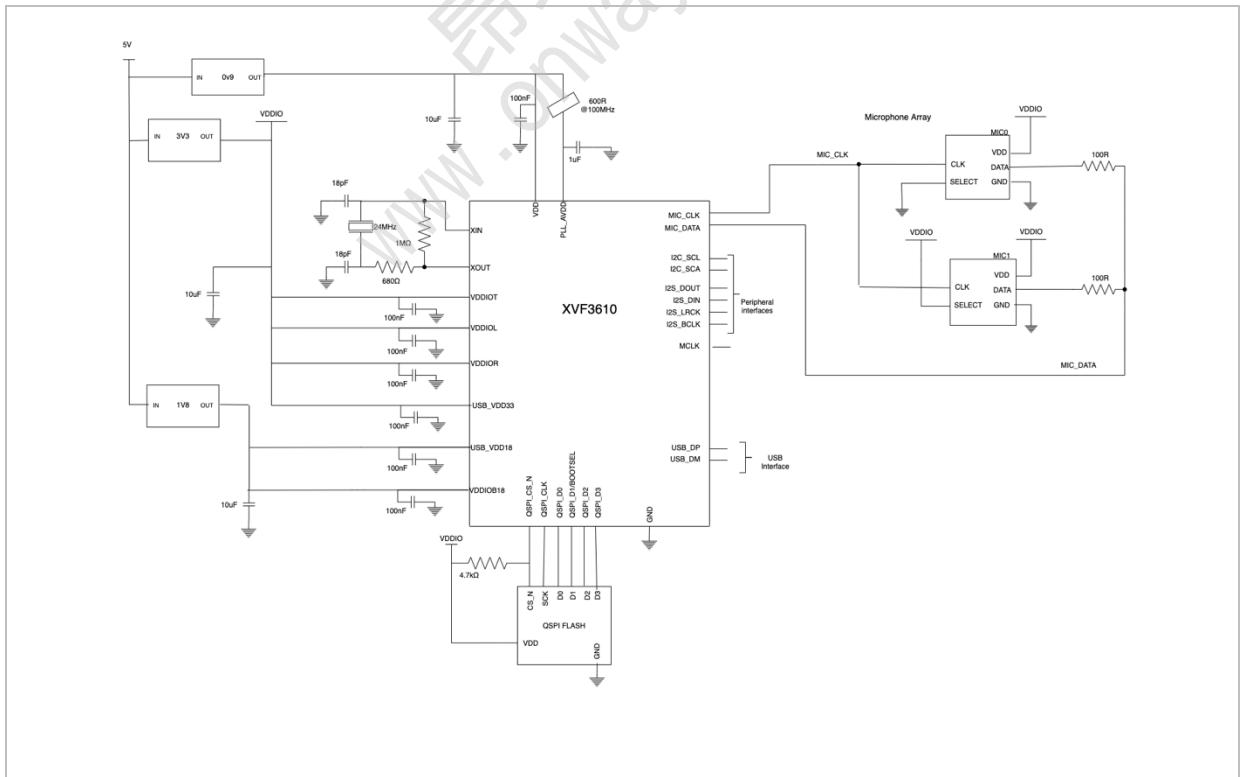 昂
www.onway
5V
IN 0v9 OUT
VDDIO
IN 3V3 OUT
10uF
100nF
600R
@100MHz
1uF
18pF
24MHz
1MΩ
18pF
680Ω
10uF
100nF
100nF
100nF
100nF
IN 1V8 OUT
100nF
10uF
100nF
VDD
PLL_AVDD
XIN
XOUT
VDDIOT
VDDIOL
VDDIOR
USB_VDD33
USB_VDD18
VDDIOB18
XVF3610
MIC_CLK
MIC_DATA
I2C_SCL
I2C_SCA
I2S_DOUT
I2S_DIN
I2S_LRCK
I2S_BCLK
Peripheral
interfaces
MCLK
USB_DP
USB_DM
USB
Interface
QSPI_CS_N
QSPI_CLK
QSPI_D0
QSPI_D1/BOOTSEL
QSPI_D2
QSPI_D3
GND
VDDIO
4.7kΩ
CS_N
SCK
D0
D1
D2
D3
QSPI FLASH
VDD
GND
Microphone Array
VDDIO
MIC0
MIC_CLK
VDD
CLK
DATA
SELECT
GND
100R
VDDIO
VDDIO
MIC1
VDD
CLK
DATA
SELECT
GND
100R
MIC_DATA